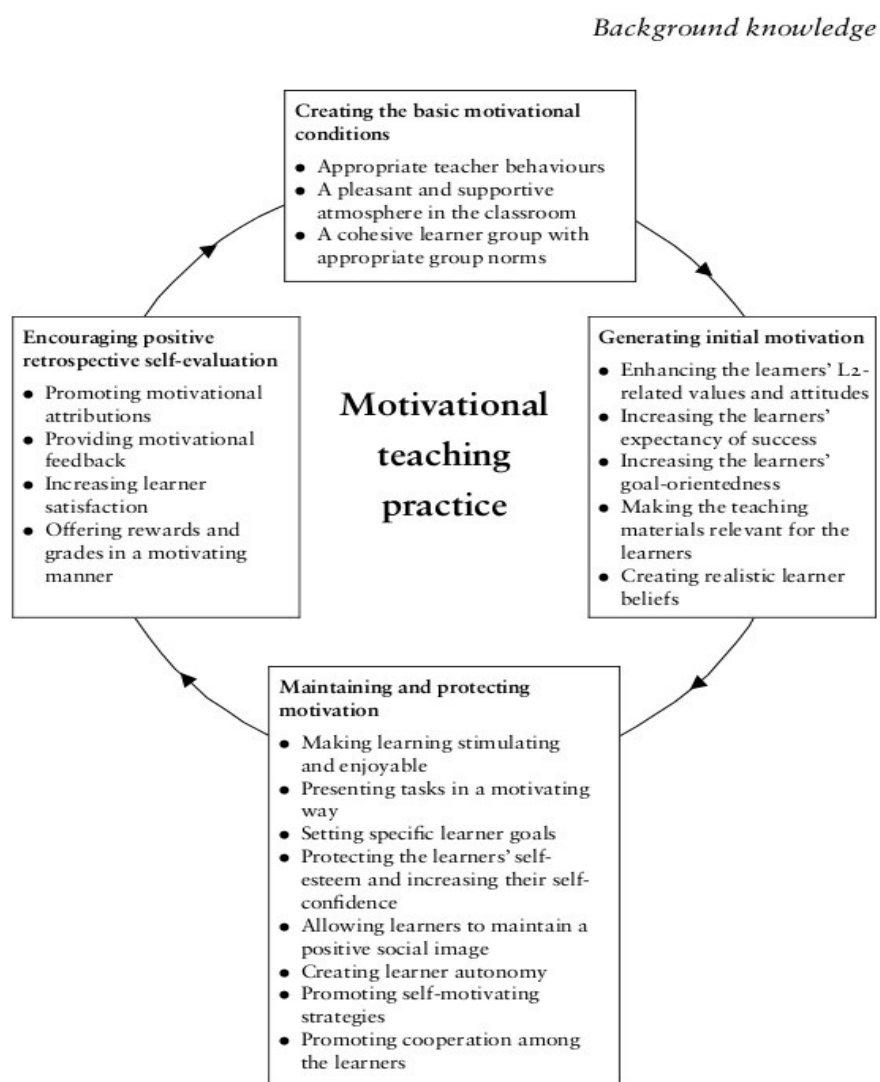 Background knowledge
Creating the basic motivational
conditions
● Appropriate teacher behaviours
● A pleasant and supportive
atmosphere in the classroom
● A cohesive learner group with
appropriate group norms
Encouraging positive
retrospective self-evaluation
● Promoting motivational
attributions
● Providing motivational
feedback
● Increasing learner
satisfaction
● Offering rewards and
grades in a motivating
manner
Motivational
teaching
practice
Generating initial motivation
● Enhancing the learners' L2-
related values and attitudes
● Increasing the learners'
expectancy of success
● Increasing the learners'
goal-orientedness
● Making the teaching
materials relevant for the
learners
● Creating realistic learner
beliefs
Maintaining and protecting
motivation
● Making learning stimulating
and enjoyable
● Presenting tasks in a motivating
way
● Setting specific learner goals
● Protecting the learners' self-
esteem and increasing their self-
confidence
● Allowing learners to maintain a
positive social image
● Creating learner autonomy
● Promoting self-motivating
strategies
● Promoting cooperation among
the learners